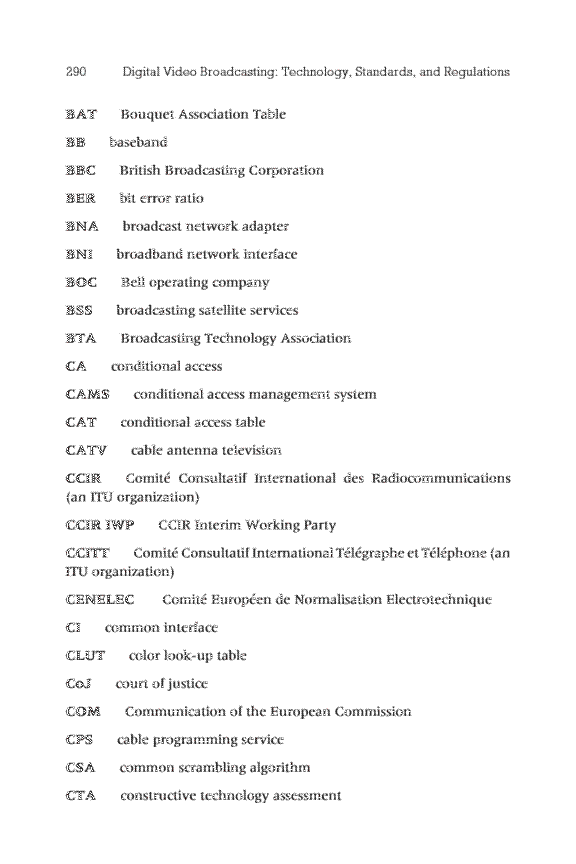 290 Digital Video Broadcasting: Technology, Standards, and Regulations
BAT Bouquet Association Table
BB baseband
BBC British Broadcasting Corporation
BER bit error ratio
BNA broadcast network adapter
BNI broadband network interface
BOC Bell operating company
BSS broadcasting satellite services
BTA Broadcasting Technology Association
CA conditional access
CAMS conditional access management system
CAT conditional access table
CATV cable antenna television
CCIR Comité Consultatif International des Radiocommunications
(an ITU organization)
CCIR IWP CCIR Interim Working Party
CCITT Comité Consultatif International Télégraphe et Téléphone (an
ITU organization)
CENELEC Comité Européen de Normalisation Electrotechnique
CI common interface
CLUT color look-up table
CoJ court of justice
COM Communication of the European Commission
CPS cable programming service
CSA common scrambling algorithm
CTA constructive technology assessment